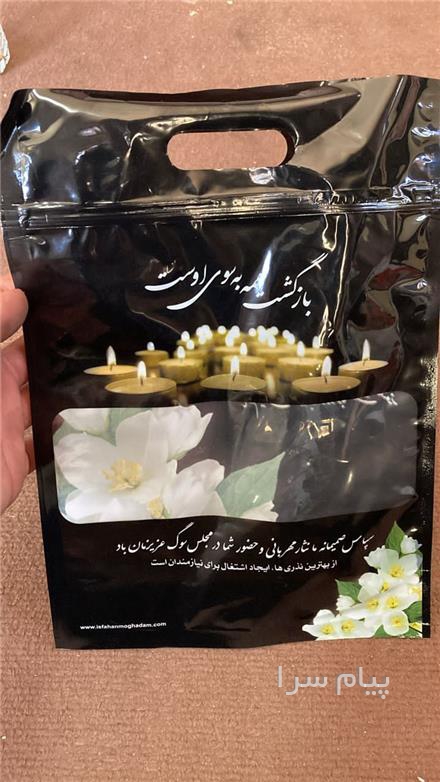 بازگشت همه به سوی اوست
سپاس صمیمانه ما نثار مهربانی و حضور شما در مجلس سوگ عزیزمان باد
از بهترین نذری ها، ایجاد اشتغال برای نیازمندان است
www.isfahanmoghadam.com
پیام سرا